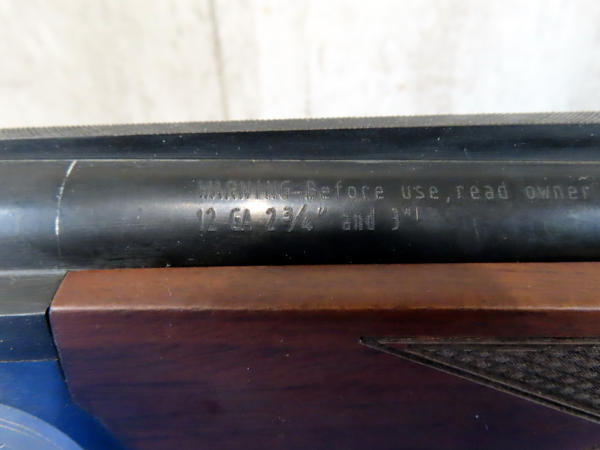 WARNING-Before use, read owner
12 GA 2 3/4" and 3"